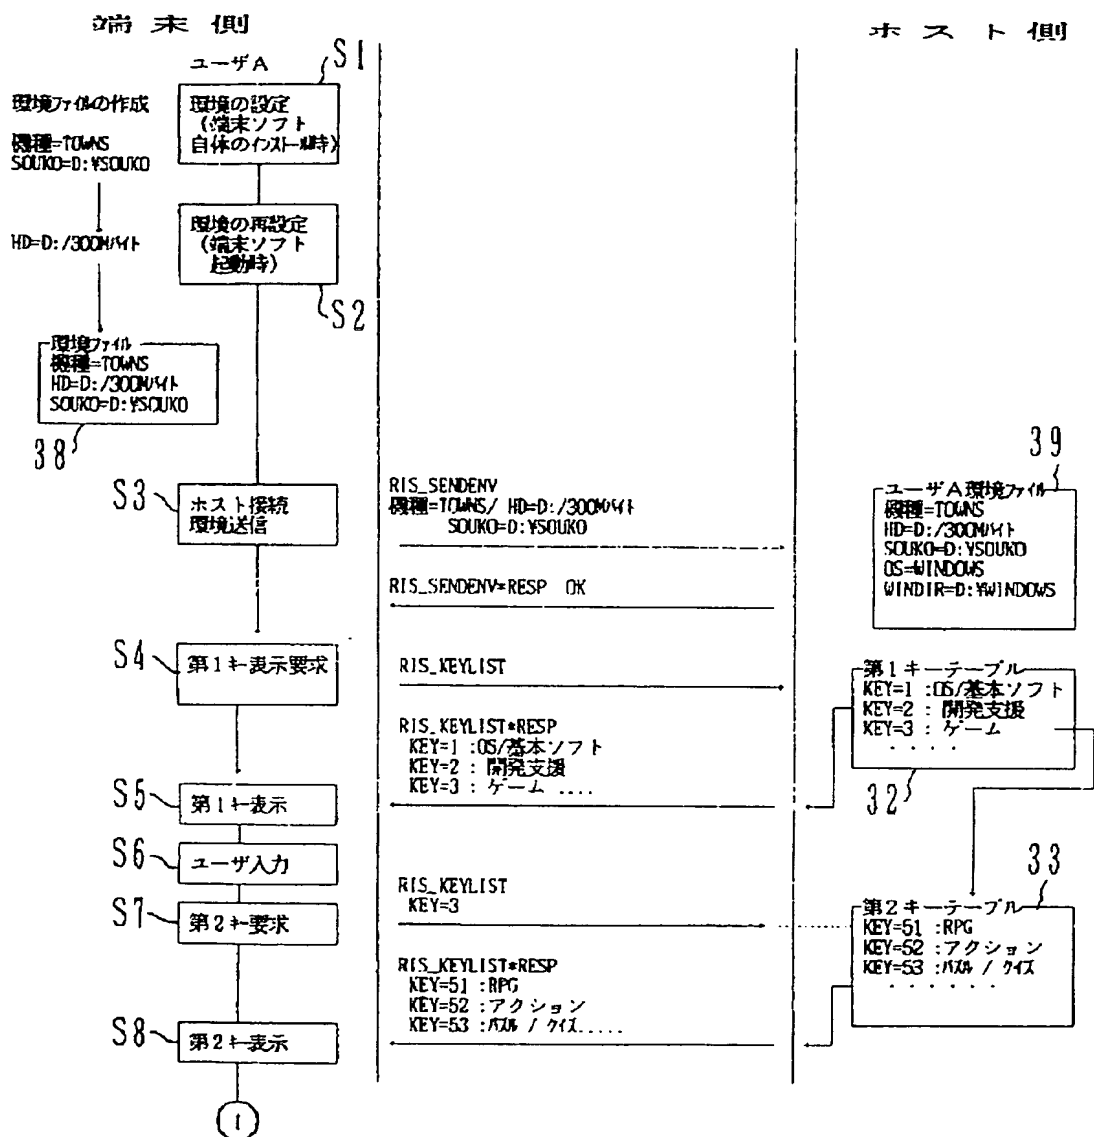 端末側
ホスト側
ユーザA
S1
環境の設定
(端末ソフト
自体のインストール時)
環境ファイルの作成
機種=TOWNS
SOUKO=D:¥SOUKO
HD=D:/300Mバイト
環境の再設定
(端末ソフト
起動時)
S2
環境ファイル
機種=TOWNS
HD=D:/300Mバイト
SOUKO=D:¥SOUKO
38
S3
ホスト接続
環境送信
RIS_SENDENV
機種=TOWNS/ HD=D:/300Mバイト
SOUKO=D:¥SOUKO
RIS_SENDENV*RESP OK
39
ユーザA環境ファイル
機種=TOWNS
HD=D:/300Mバイト
SOUKO=D:¥SOUKO
OS=WINDOWS
WINDIR=D:¥WINDOWS
S4
第1キー表示要求
RIS_KEYLIST
第1キーテーブル
KEY=1 :OS/基本ソフト
KEY=2 : 開発支援
KEY=3 : ゲーム
・・・・
32
RIS_KEYLIST*RESP
KEY=1 :OS/基本ソフト
KEY=2 : 開発支援
KEY=3 : ゲーム ....
S5
第1キー表示
S6
ユーザ入力
S7
第2キー要求
RIS_KEYLIST
KEY=3
33
第2キーテーブル
KEY=51 :RPG
KEY=52 :アクション
KEY=53 :パズル / クイズ
・・・・・・
RIS_KEYLIST*RESP
KEY=51 :RPG
KEY=52 :アクション
KEY=53 :パズル / クイズ.....
S8
第2キー表示
1